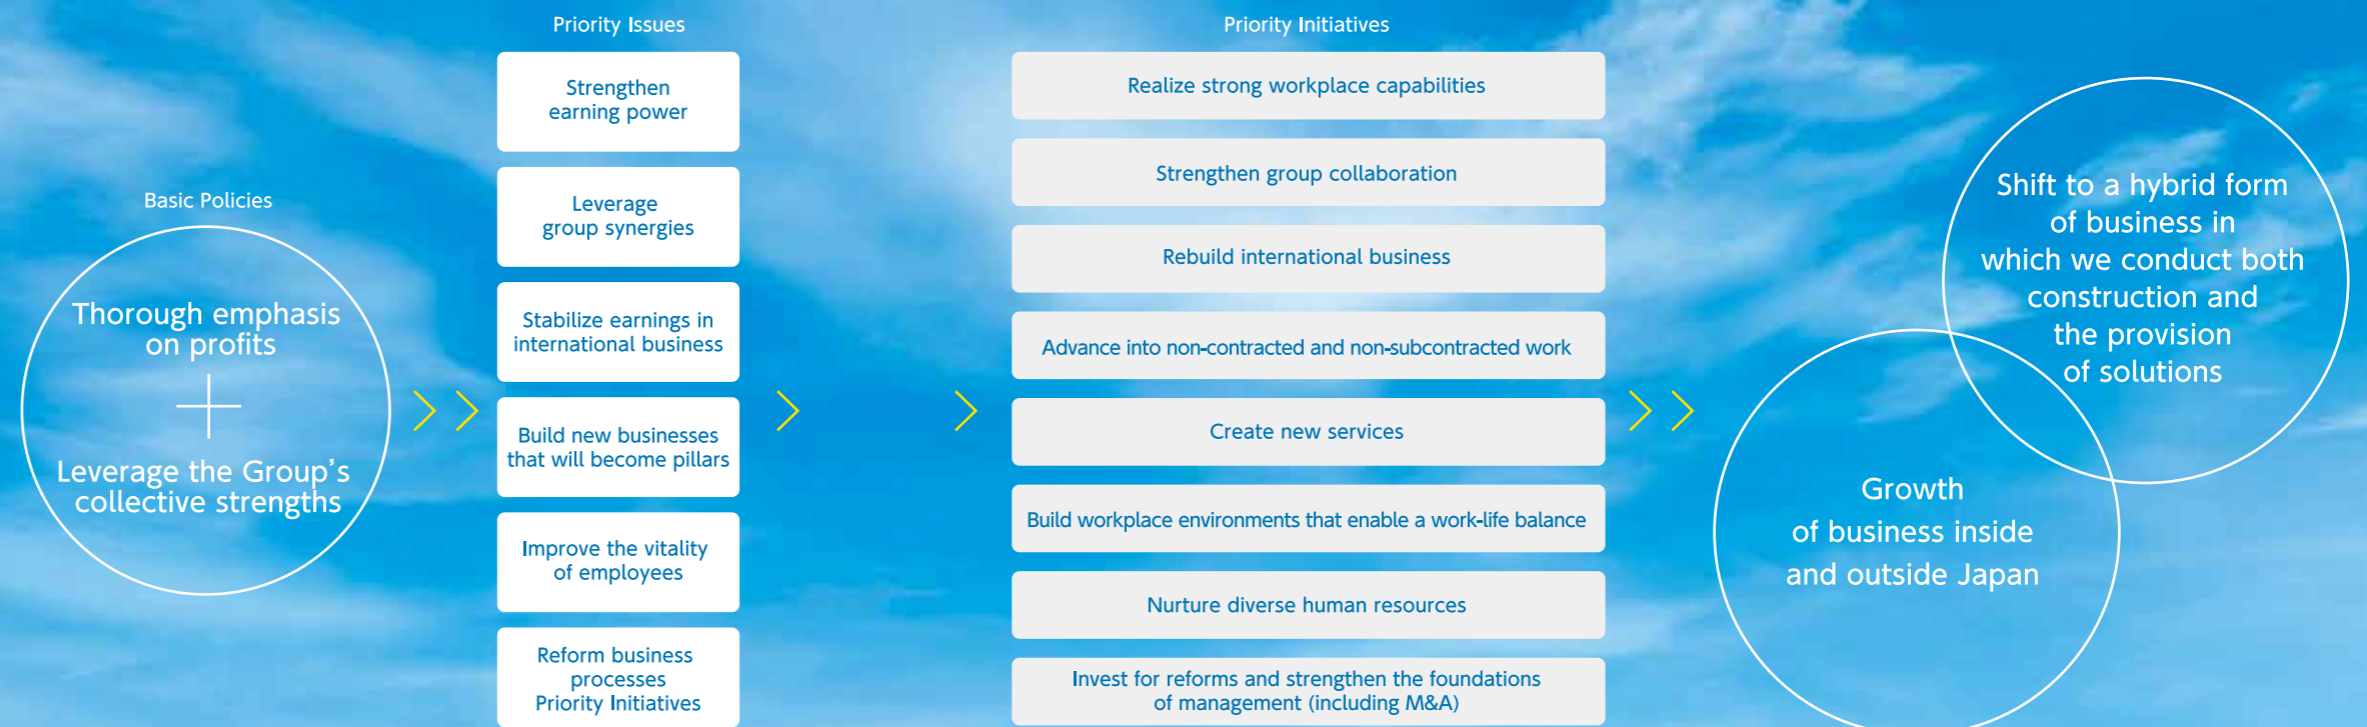 Basic Policies
Thorough emphasis
on profits
Leverage the Group's
collective strengths
Priority Issues
Strengthen
earning power
Leverage
group synergies
Stabilize earnings in
international business
Build new businesses
that will become pillars
Improve the vitality
of employees
Reform business
processes
Priority Initiatives
Priority Initiatives
Realize strong workplace capabilities
Strengthen group collaboration
Rebuild international business
Advance into non-contracted and non-subcontracted work
Create new services
Build workplace environments that enable a work-life balance
Nurture diverse human resources
Invest for reforms and strengthen the foundations
of management (including M&A)
Shift to a hybrid form
of business in
which we conduct both
construction and
the provision
of solutions
Growth
of business inside
and outside Japan